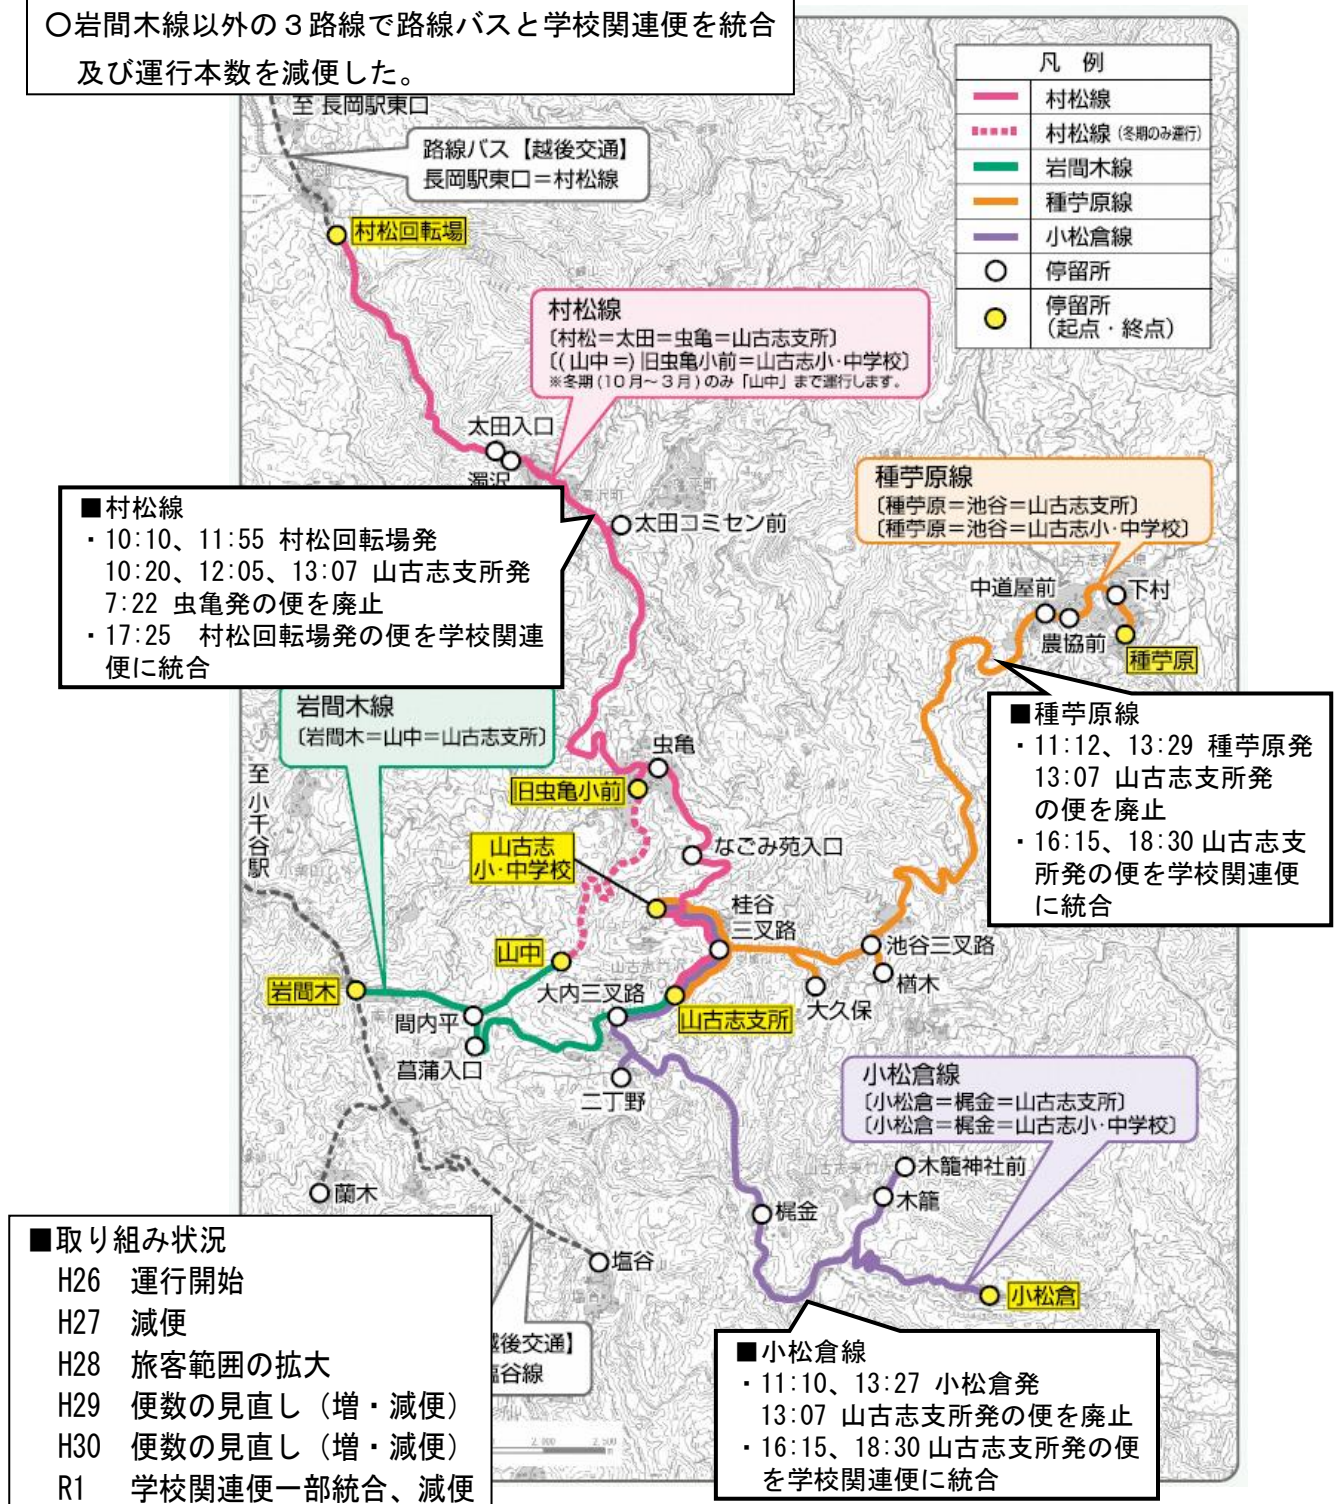 〇岩間木線以外の３路線で路線バスと学校関連便を統合
及び運行本数を減便した。
至 長岡駅東口
路線バス【越後交通】
長岡駅東口＝村松線
凡 例
村松線
村松線（冬期のみ運行）
岩間木線
種苧原線
小松倉線
停留所
停留所
（起点・終点）
村松回転場
村松線
〔村松＝太田＝虫亀＝山古志支所〕
〔（山中＝）旧虫亀小前＝山古志小・中学校〕
※冬期（10月～3月）のみ「山中」まで運行します。
太田入口
濁沢
太田コミセン前
■村松線
・10:10、11:55 村松回転場発
10:20、12:05、13:07 山古志支所発
7:22 虫亀発の便を廃止
・17:25 村松回転場発の便を学校関連
便に統合
種苧原線
〔種苧原＝池谷＝山古志支所〕
〔種苧原＝池谷＝山古志小・中学校〕
中道屋前
下村
農協前
種苧原
■種苧原線
・11:12、13:29 種苧原発
13:07 山古志支所発
の便を廃止
・16:15、18:30 山古志支
所発の便を学校関連便
に統合
岩間木線
〔岩間木＝山中＝山古志支所〕
至 小千谷駅
虫亀
旧虫亀小前
山古志
小・中学校
なごみ苑入口
桂谷
三叉路
池谷三叉路
楢木
大久保
山中
岩間木
大内三叉路
山古志支所
間内平
菖蒲入口
二丁野
小松倉線
〔小松倉＝梶金＝山古志支所〕
〔小松倉＝梶金＝山古志小・中学校〕
木籠神社前
木籠
梶金
小松倉
蘭木
塩谷
越後交通】
塩谷線
■取り組み状況
H26 運行開始
H27 減便
H28 旅客範囲の拡大
H29 便数の見直し（増・減便）
H30 便数の見直し（増・減便）
R1 学校関連便一部統合、減便
■小松倉線
・11:10、13:27 小松倉発
13:07 山古志支所発の便を廃止
・16:15、18:30 山古志支所発の便
を学校関連便に統合
2,000 2,500